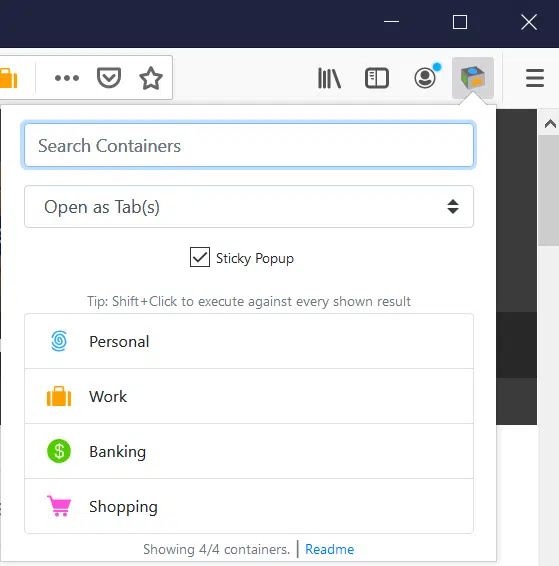 Search Containers
Open as Tab(s)
Sticky Popup
Tip: Shift+Click to execute against every shown result
Personal
Work
$
Banking
Shopping
Showing 4/4 containers. | Readme